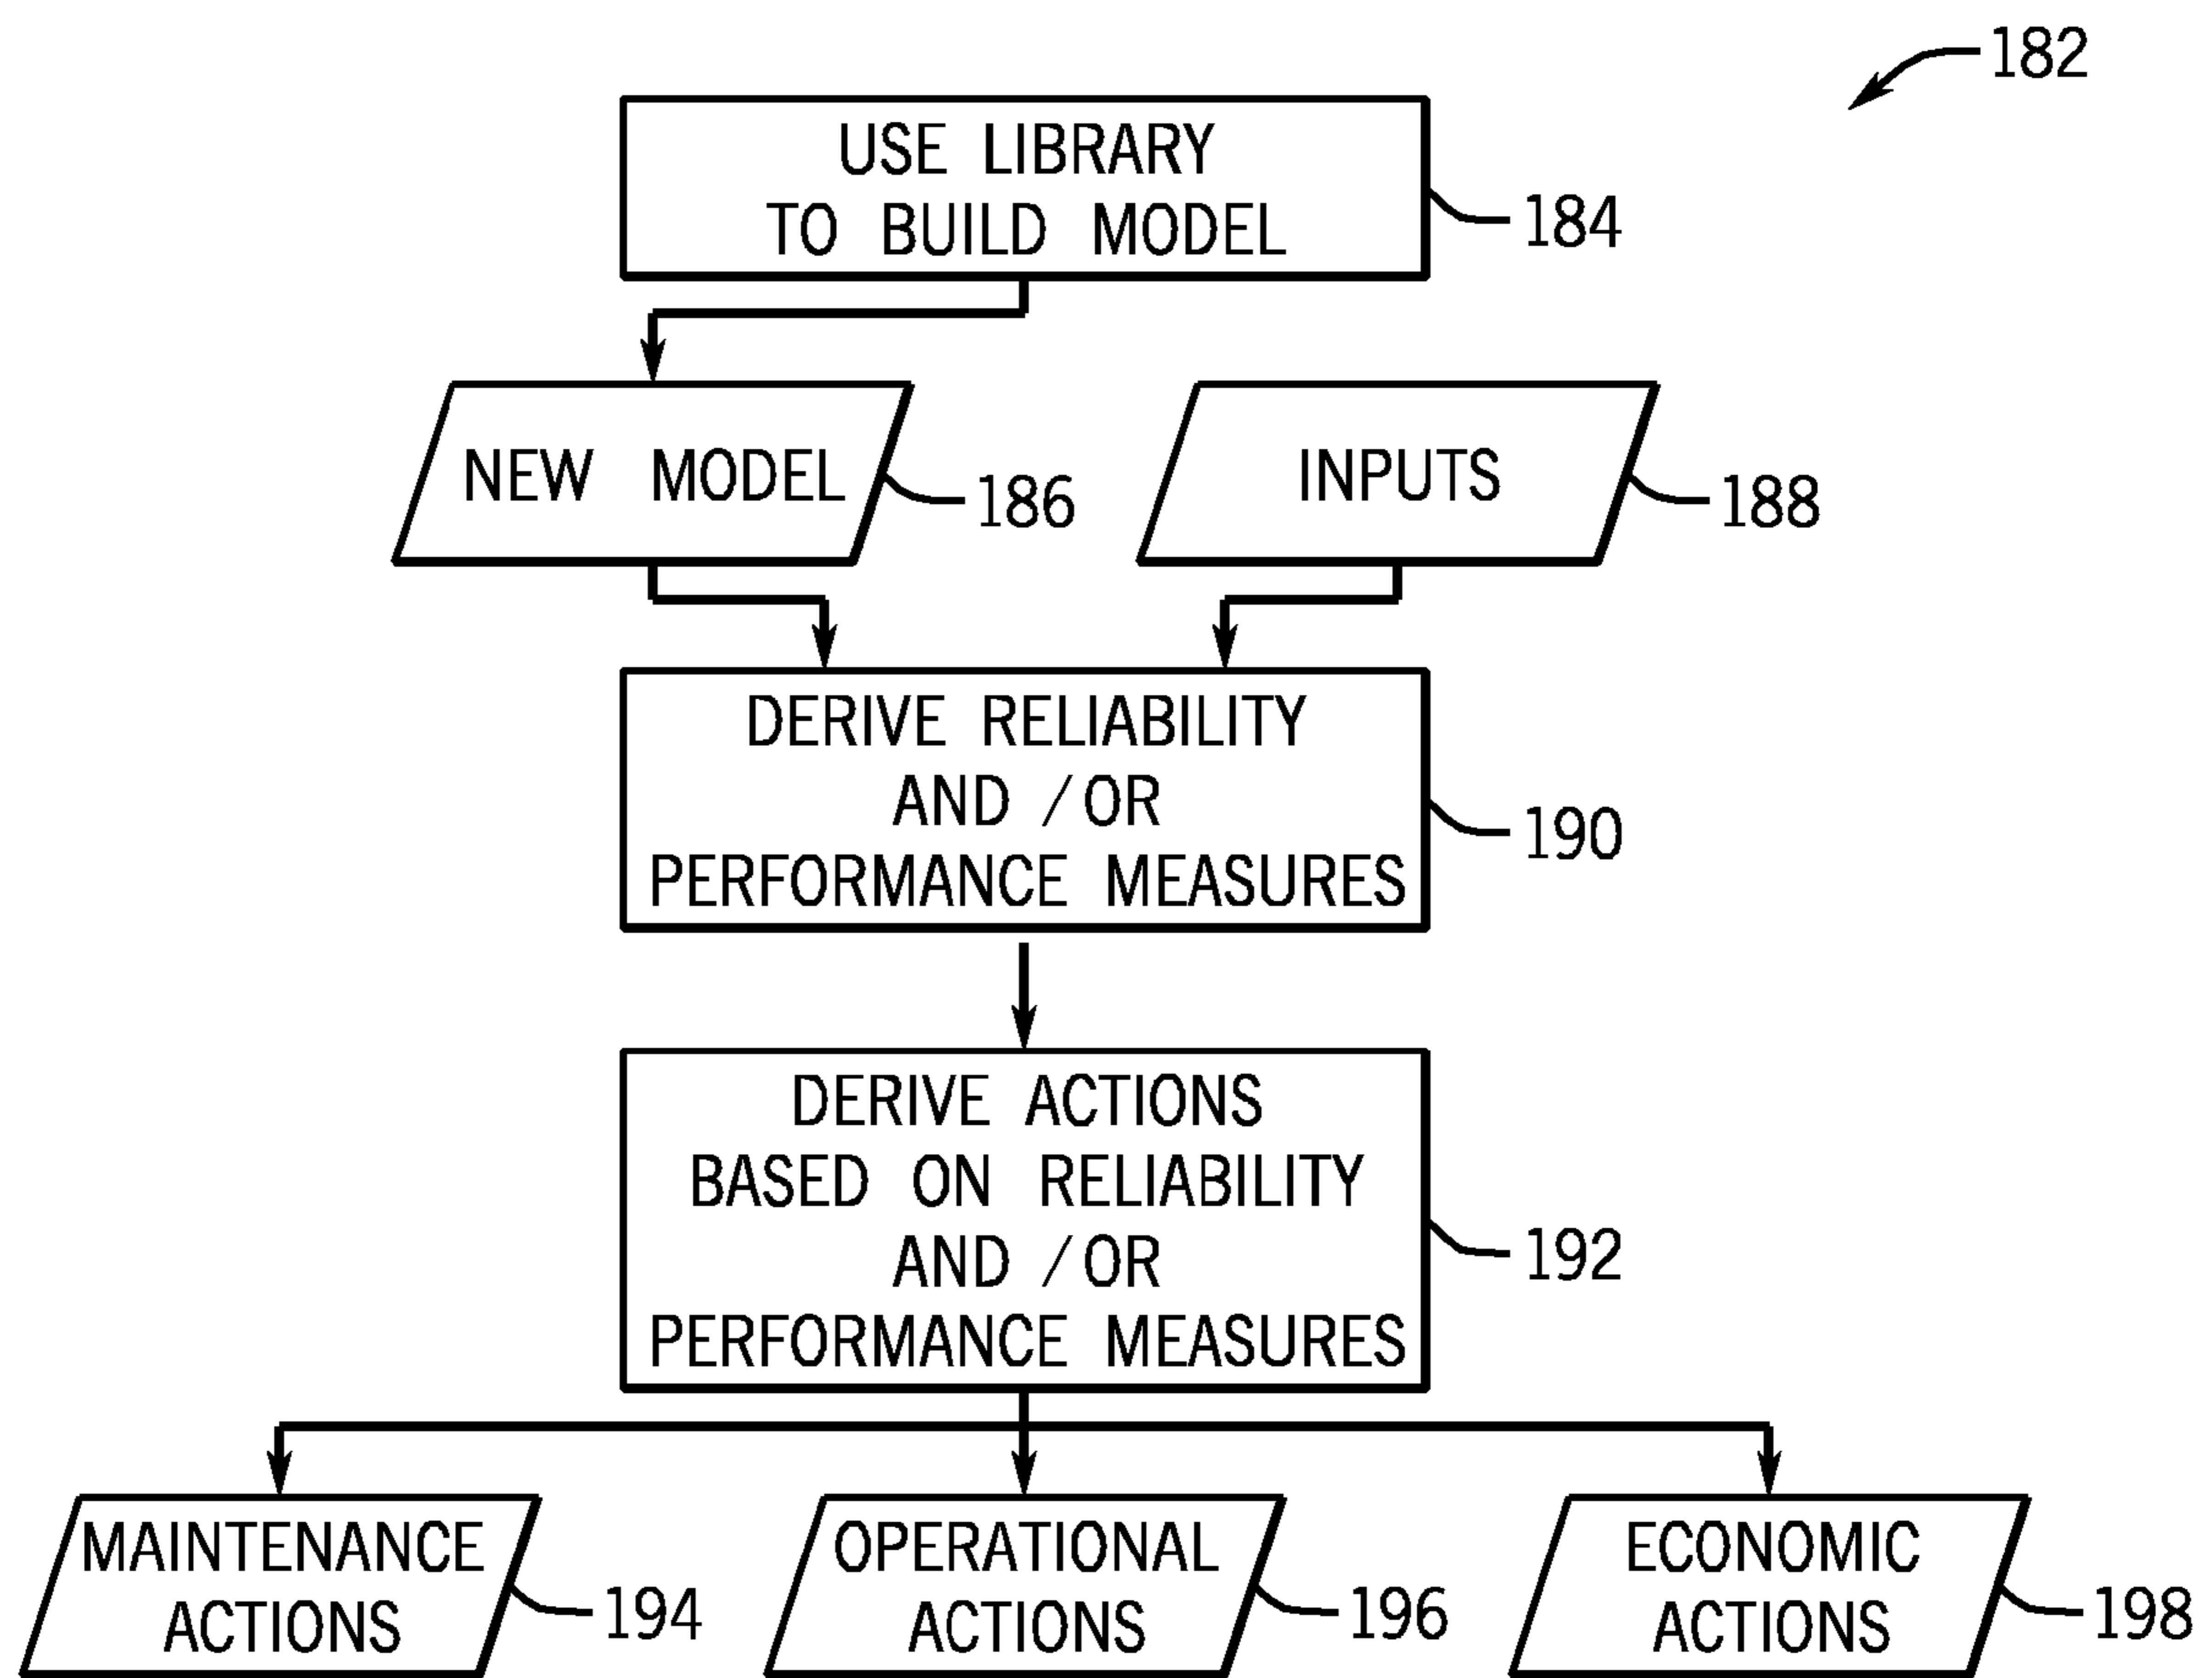 182
USE LIBRARY
TO BUILD MODEL
184
NEW MODEL
186
INPUTS
188
DERIVE RELIABILITY
AND /OR
PERFORMANCE MEASURES
190
DERIVE ACTIONS
BASED ON RELIABILITY
AND /OR
PERFORMANCE MEASURES
192
MAINTENANCE
ACTIONS
194
OPERATIONAL
ACTIONS
196
ECONOMIC
ACTIONS
198